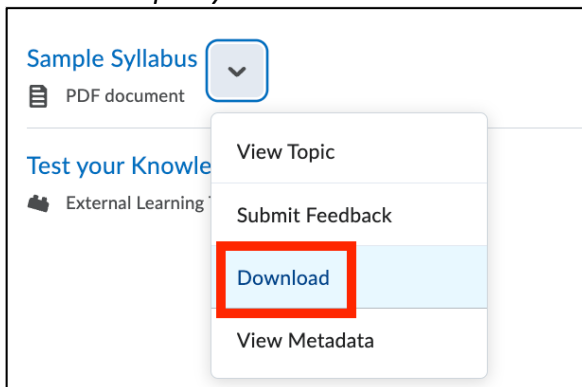 Sample Syllabus
PDF document
View Topic
Test your Knowle
External Learning
Submit Feedback
Download
View Metadata